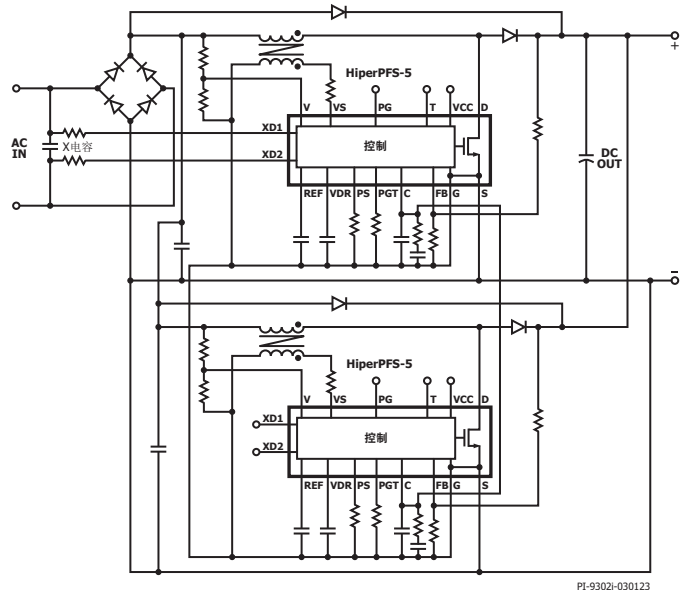 HiperPFS-5
V VS PG T VCC D
XD1
AC
IN
X电容
控制
XD2
DC
OUT
+
REF VDR PS PGT C FB G S
−
HiperPFS-5
V VS PG T VCC D
XD1
控制
XD2
REF VDR PS PGT C FB G S
PI-9302i-030123